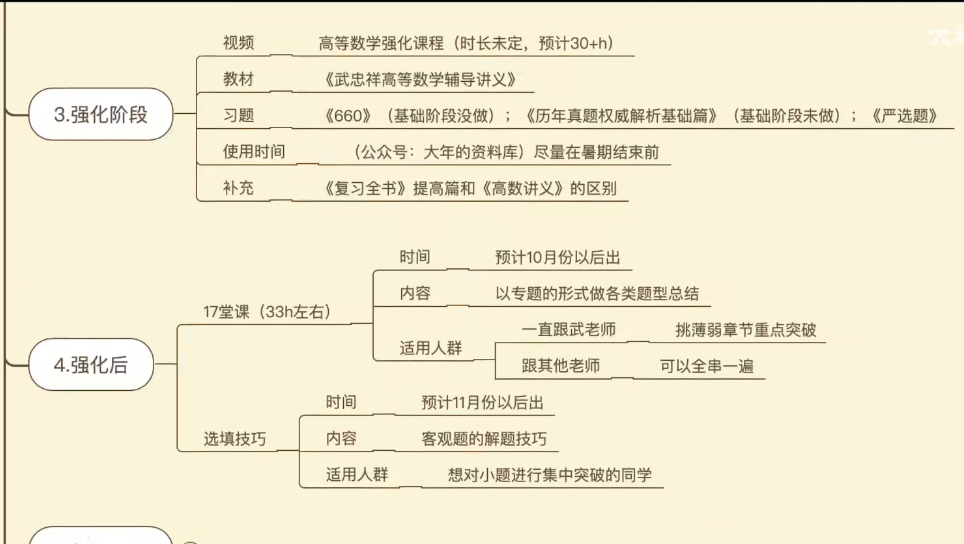 3.强化阶段
视频 高等数学强化课程（时长未定，预计30+h）
教材 《武忠祥高等数学辅导讲义》
习题 《660》（基础阶段没做）；《历年真题权威解析基础篇》（基础阶段未做）；《严选题》
使用时间 （公众号：大年的资料库）尽量在暑期结束前
补充 《复习全书》提高篇和《高数讲义》的区别
4.强化后
17堂课（33h左右）
时间 预计10月份以后出
内容 以专题的形式做各类题型总结
适用人群
一直跟武老师 挑薄弱章节重点突破
跟其他老师 可以全串一遍
选填技巧
时间 预计11月份以后出
内容 客观题的解题技巧
适用人群 想对小题进行集中突破的同学